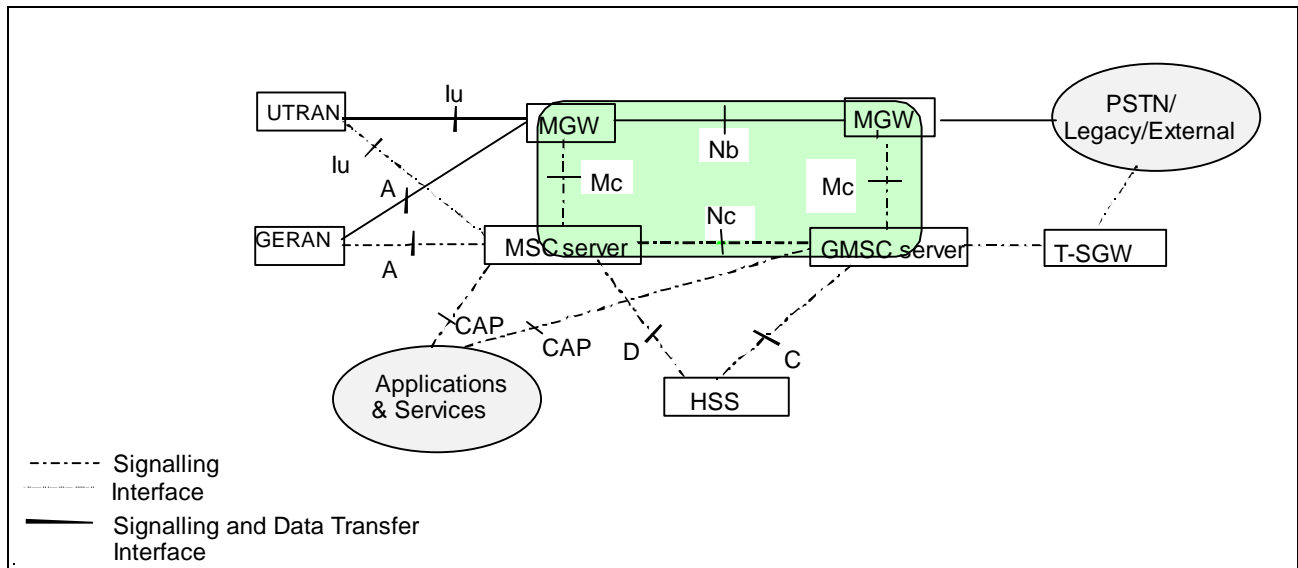 Iu
UTRAN
MGW
MGW
PSTN/
Legacy/External
Iu
Nb
A
Mc
Mc
Nc
GERAN
A
MSC server
GMSC server
T-SGW
CAP
CAP
D
C
Applications
& Services
HSS
Signalling
Interface
Signalling and Data Transfer
Interface
.